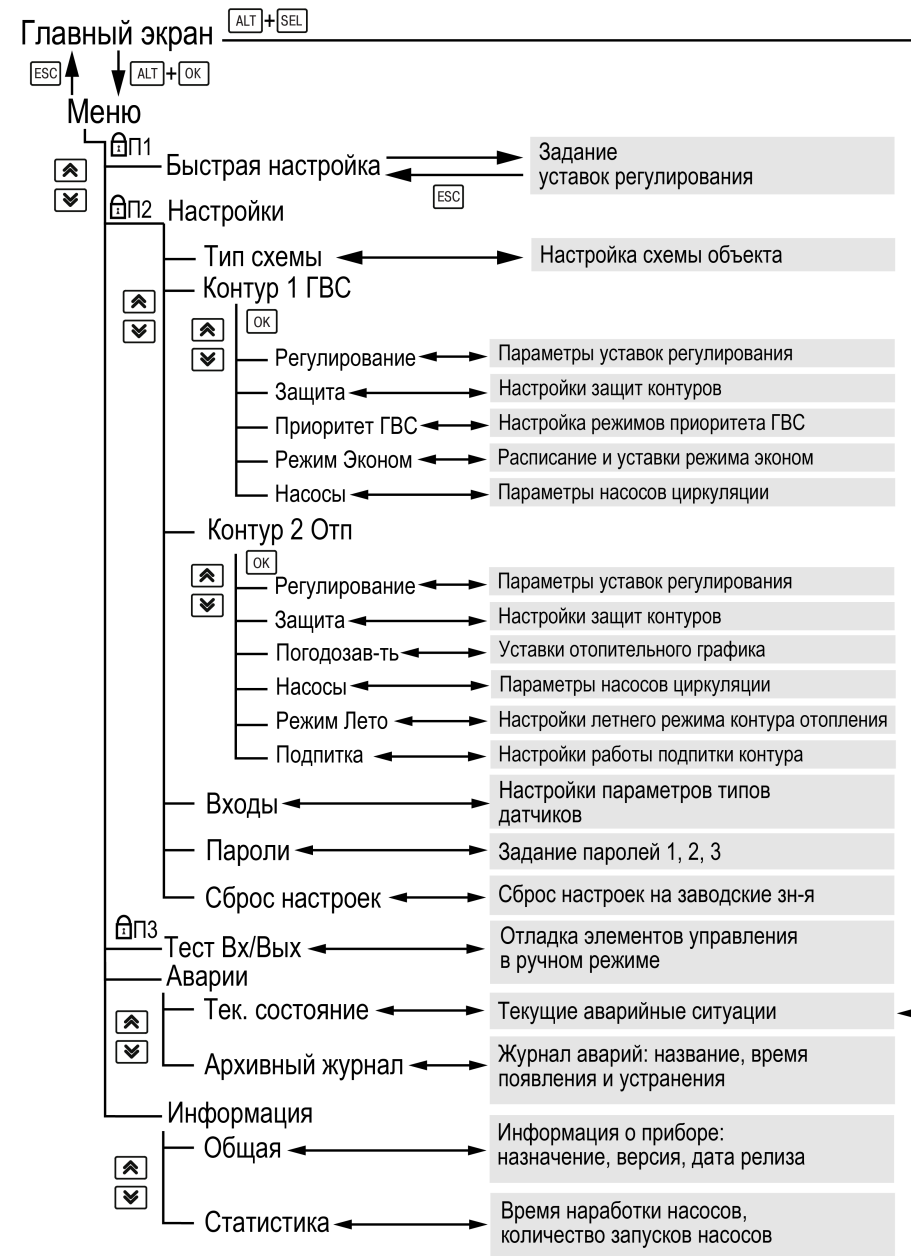 ALT + SEL
Главный экран
ESC ALT + OK
Меню
П1
Быстрая настройка
Задание
уставок регулирования
ESC
П2 Настройки
Тип схемы Настройка схемы объекта
Контур 1 ГВС
OK
Регулирование Параметры уставок регулирования
Защита Настройки защит контуров
Приоритет ГВС Настройка режимов приоритета ГВС
Режим Эконом Расписание и уставки режима эконом
Насосы Параметры насосов циркуляции
Контур 2 Отп
OK
Регулирование Параметры уставок регулирования
Защита Настройки защит контуров
Погодозав-ть Уставки отопительного графика
Насосы Параметры насосов циркуляции
Режим Лето Настройки летнего режима контура отопления
Подпитка Настройки работы подпитки контура
Входы Настройки параметров типов
датчиков
Пароли Задание паролей 1, 2, 3
Сброс настроек Сброс настроек на заводские зн-я
П3
Тест Вх/Вых Отладка элементов управления
в ручном режиме
Аварии
Тек. состояние Текущие аварийные ситуации
Архивный журнал Журнал аварий: название, время
появления и устранения
Информация
Общая Информация о приборе:
назначение, версия, дата релиза
Статистика Время наработки насосов,
количество запусков насосов